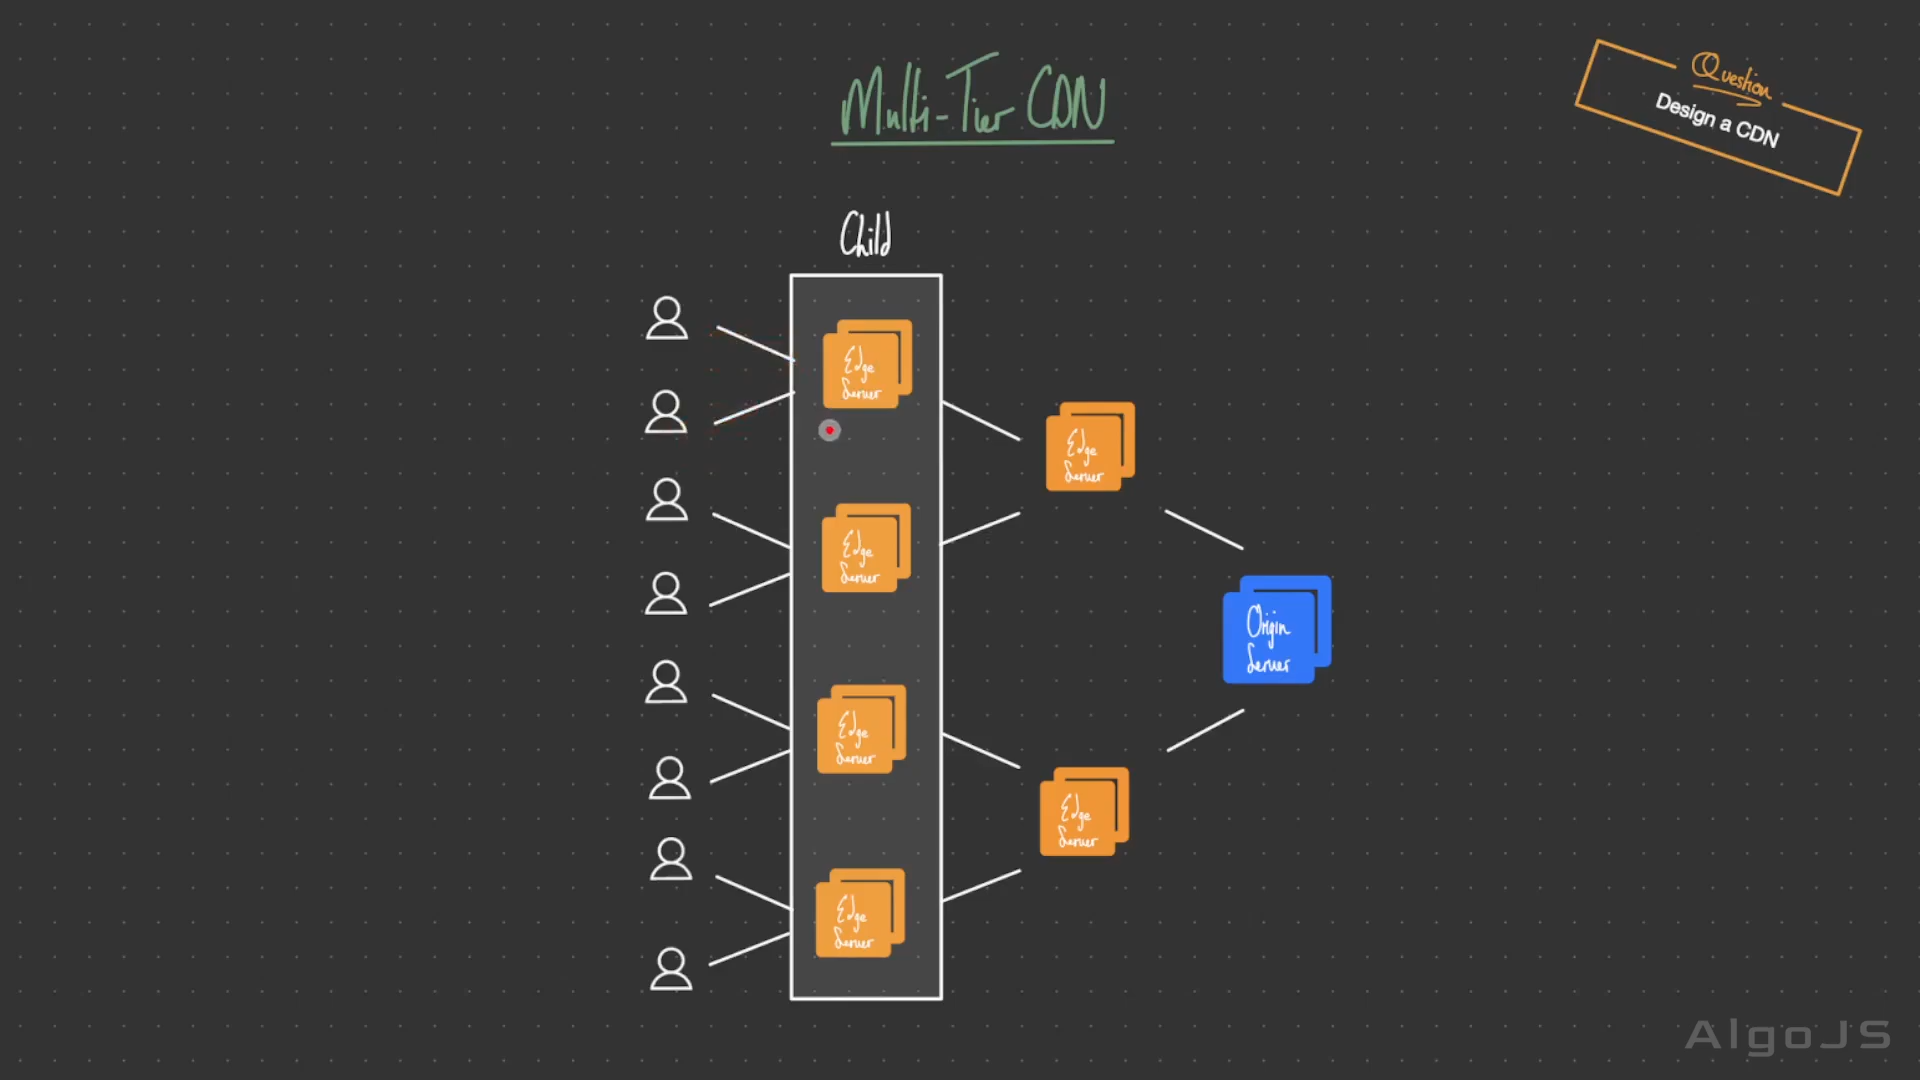 Multi-Tier CDN
Question
Design a CDN
Child
Edge
Server
Edge
Server
Edge
Server
Edge
Server
Edge
Server
Edge
Server
Origin
Server
AlgoJS